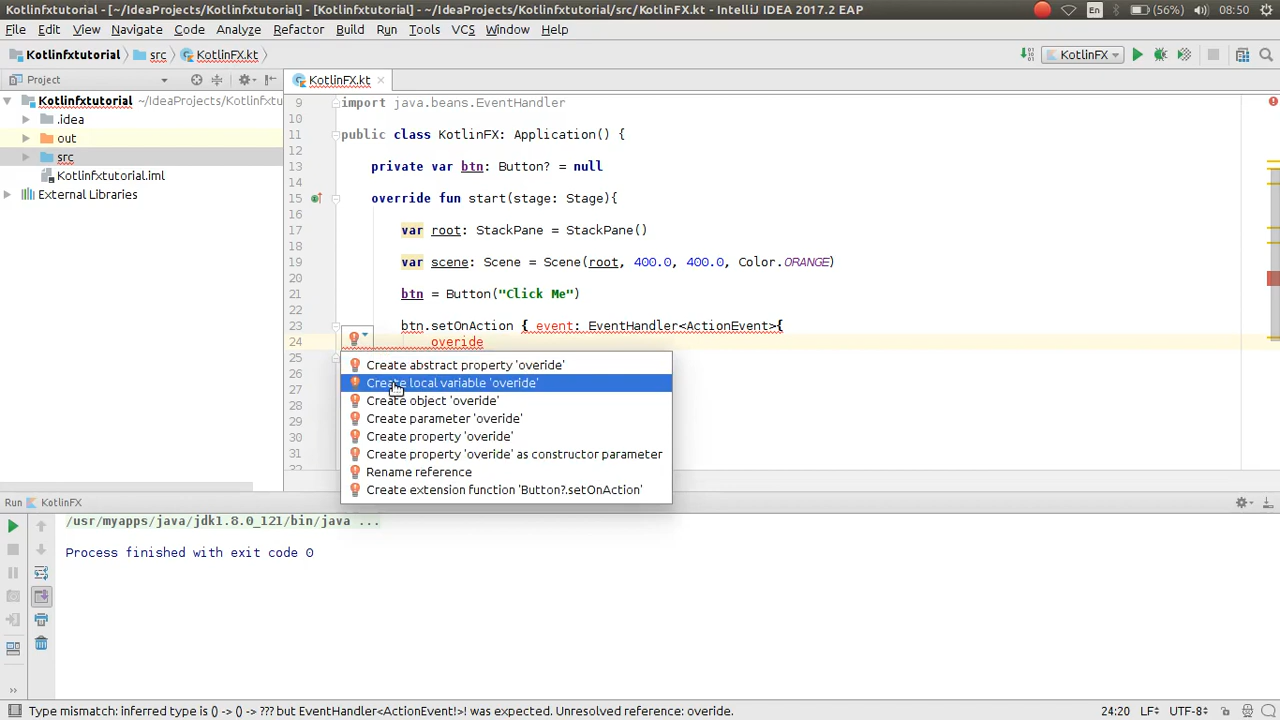 Kotlinfxtutorial - [~/IdeaProjects/Kotlinfxtutorial] - [Kotlinfxtutorial] - ~/IdeaProjects/Kotlinfxtutorial/src/KotlinFX.kt - IntelliJ IDEA 2017.2 EAP
En (56%) 08:50
File Edit View Navigate Code Analyze Refactor Build Run Tools VCS Window Help
Kotlinfxtutorial src KotlinFX.kt KotlinFX
Project
KotlinFX.kt
Kotlinfxtutorial ~/IdeaProjects/Kotlinfxtu
.idea
out
src
Kotlinfxtutorial.iml
External Libraries
9 import java.beans.EventHandler
10
11 public class KotlinFX: Application() {
12
13 private var btn: Button? = null
14
15 override fun start(stage: Stage){
16
17 var root: StackPane = StackPane()
18
19 var scene: Scene = Scene(root, 400.0, 400.0, Color.ORANGE)
20
21 btn = Button("Click Me")
22
23 btn.setOnAction { event: EventHandler<ActionEvent>{
24 overide
25
26
27
28
29
30
31
32
Create abstract property 'overide'
Create local variable 'overide'
Create object 'overide'
Create parameter 'overide'
Create property 'overide'
Create property 'overide' as constructor parameter
Rename reference
Create extension function 'Button?.setOnAction'
Run KotlinFX
/usr/myapps/java/jdk1.8.0_121/bin/java ...
Process finished with exit code 0
Type mismatch: inferred type is () -> () -> ??? but EventHandler<ActionEvent!>! was expected. Unresolved reference: overide.
24:20 LF÷ UTF-8÷